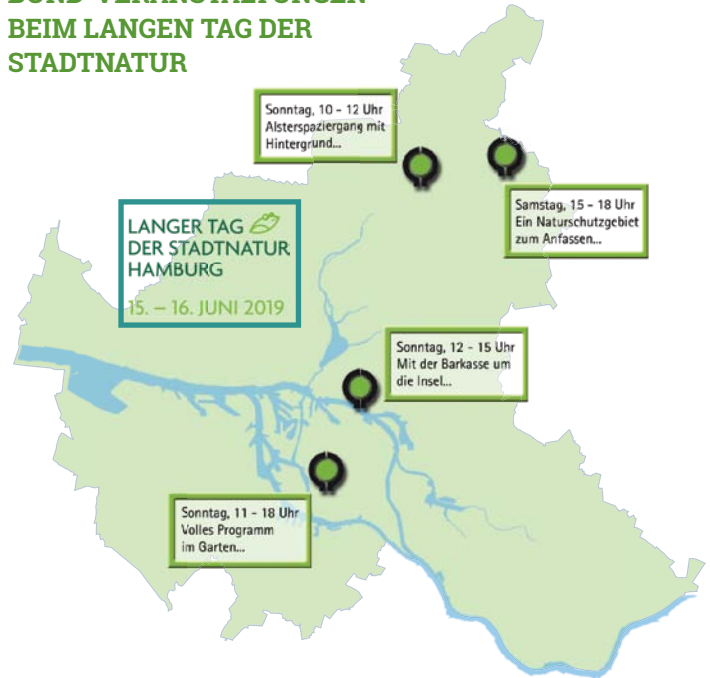 BUND-VERANSTALTUNGEN
BEIM LANGEN TAG DER
STADTNATUR
Sonntag, 10 - 12 Uhr
Alsterspaziergang mit
Hintergrund...
Samstag, 15 - 18 Uhr
Ein Naturschutzgebiet
zum Anfassen...
LANGER TAG
DER STADTNATUR
HAMBURG
15. – 16. JUNI 2019
Sonntag, 12 - 15 Uhr
Mit der Barkasse um
die Insel...
Sonntag, 11 - 18 Uhr
Volles Programm
im Garten...